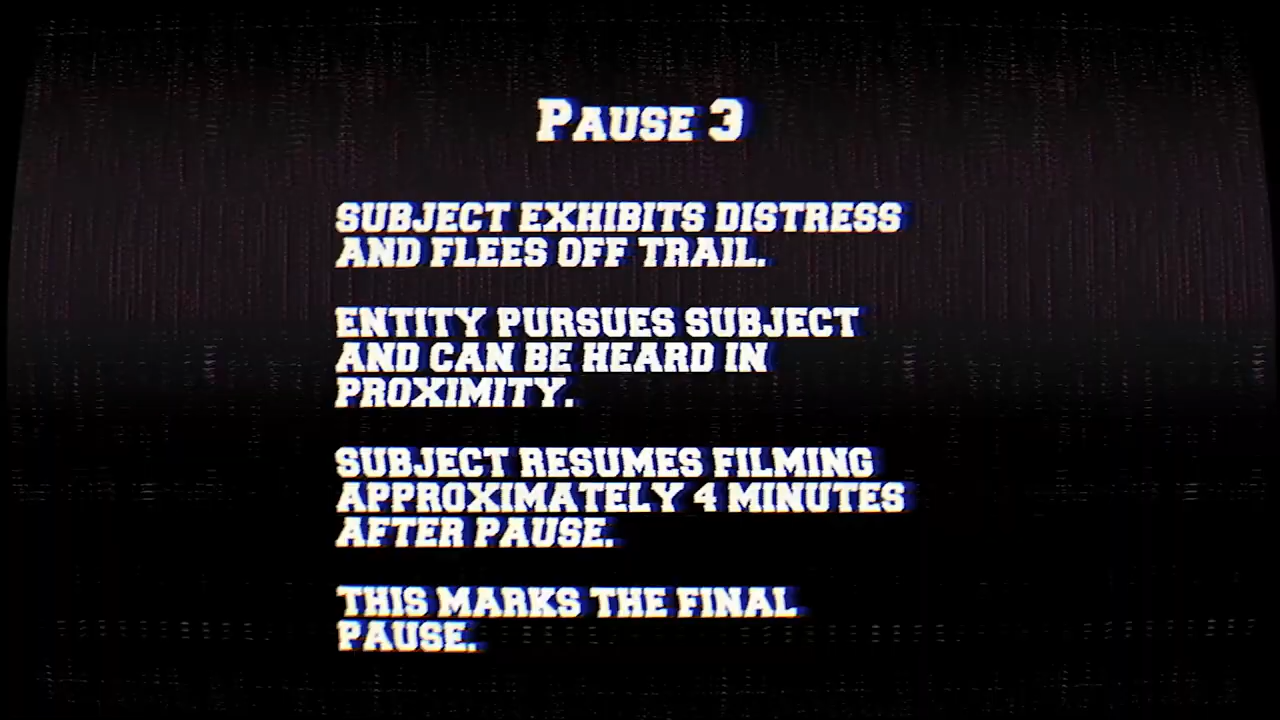 PAUSE 3
SUBJECT EXHIBITS DISTRESS
AND FLEES OFF TRAIL.
ENTITY PURSUES SUBJECT
AND CAN BE HEARD IN
PROXIMITY.
SUBJECT RESUMES FILMING
APPROXIMATELY 4 MINUTES
AFTER PAUSE.
THIS MARKS THE FINAL
PAUSE.